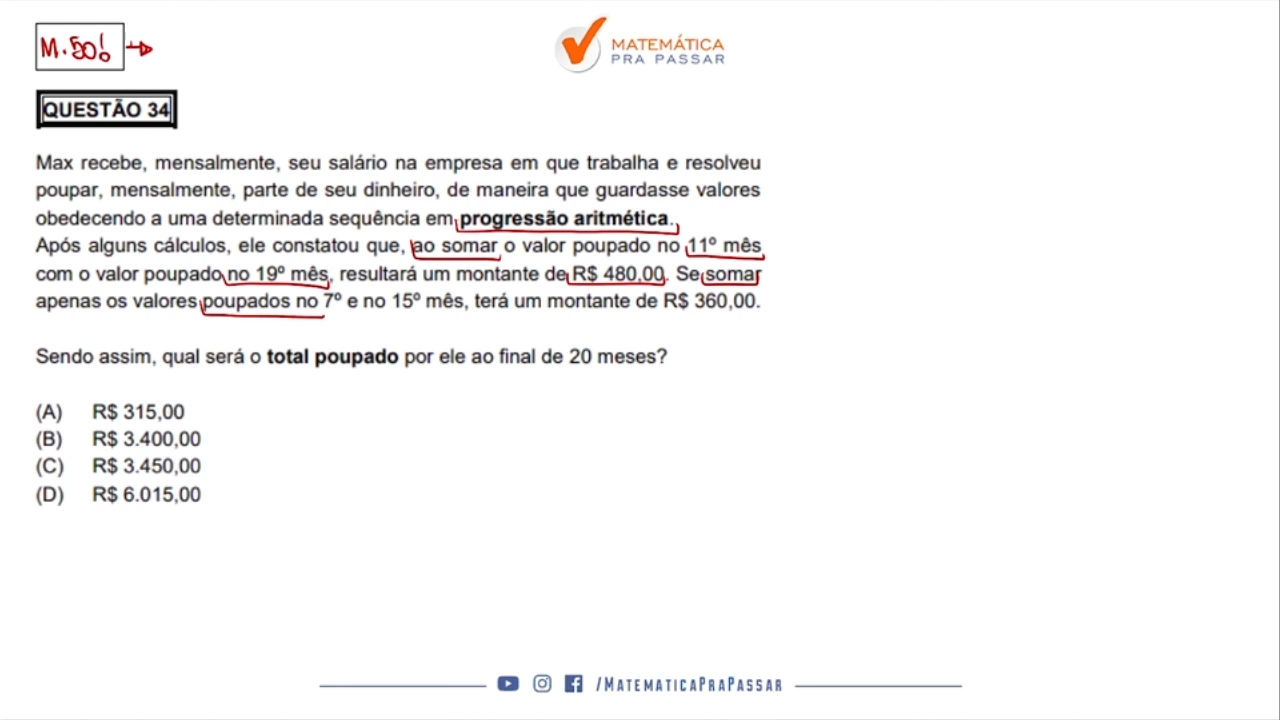 M.50!
MATEMÁTICA
PRA PASSAR
QUESTÃO 34
Max recebe, mensalmente, seu salário na empresa em que trabalha e resolveu
poupar, mensalmente, parte de seu dinheiro, de maneira que guardasse valores
obedecendo a uma determinada sequência em progressão aritmética.
Após alguns cálculos, ele constatou que, ao somar o valor poupado no 11º mês
com o valor poupado no 19º mês, resultará um montante de R$ 480,00. Se somar
apenas os valores poupados no 7º e no 15º mês, terá um montante de R$ 360,00.
Sendo assim, qual será o total poupado por ele ao final de 20 meses?
(A) R$ 315,00
(B) R$ 3.400,00
(C) R$ 3.450,00
(D) R$ 6.015,00
/MATEMATICAPRAPASSAR